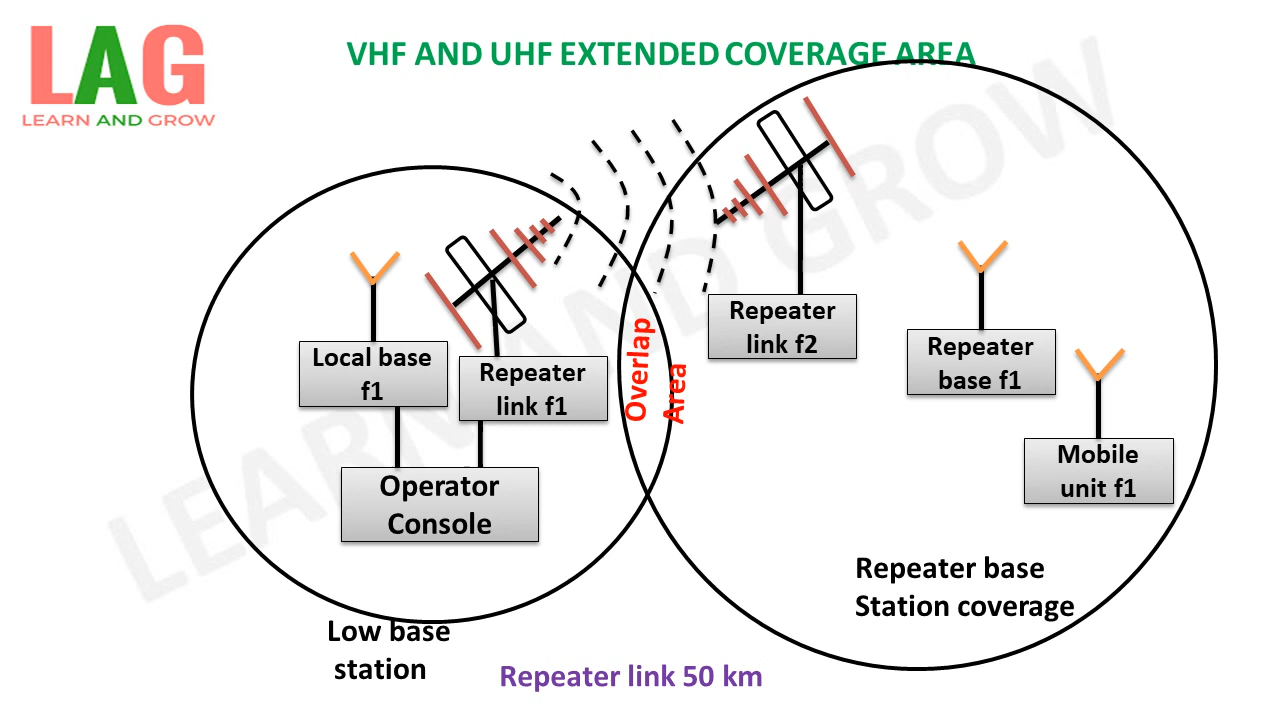 LAG
LEARN AND GROW
VHF AND UHF EXTENDED COVERAGE AREA
LEARN AND GROW
Local base
f1
Repeater
link f1
Operator
Console
Overlap
Area
Repeater
link f2
Repeater
base f1
Mobile
unit f1
Repeater base
Station coverage
Low base
station
Repeater link 50 km